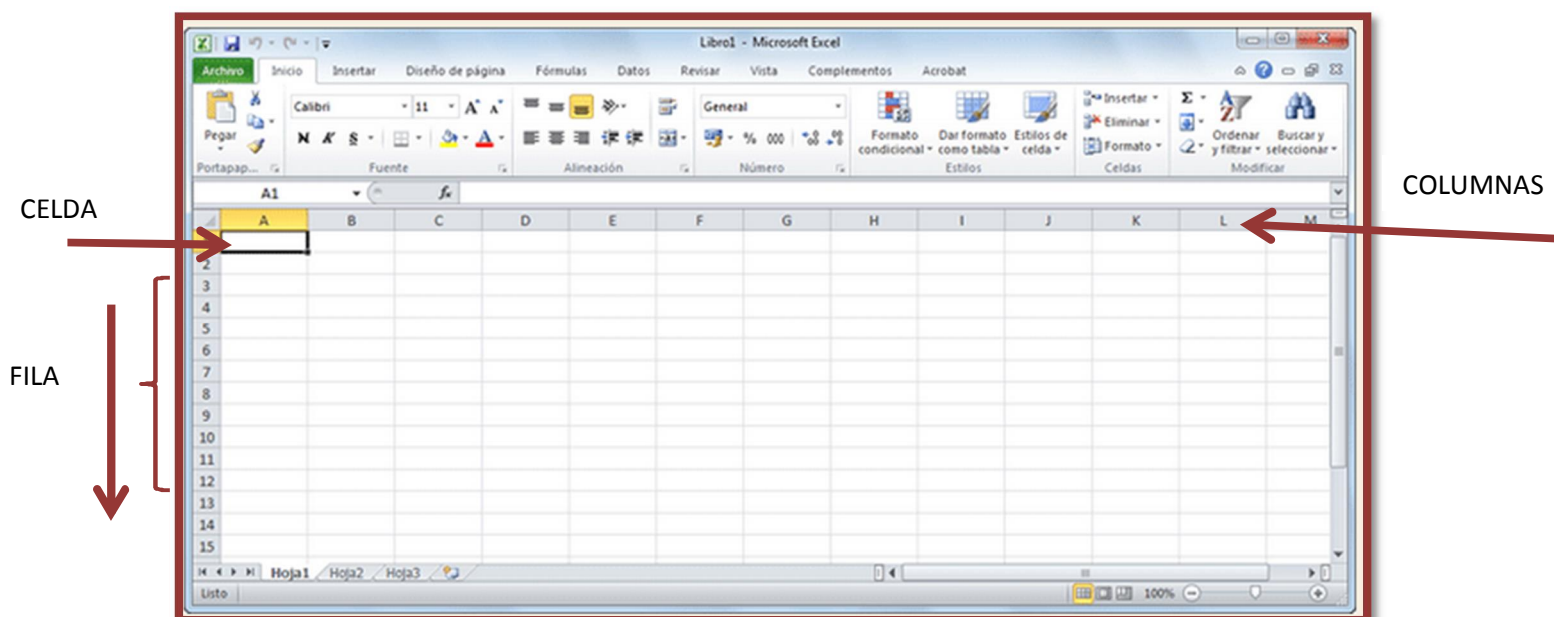 Libro1 - Microsoft Excel
Archivo Inicio Insertar Diseño de página Fórmulas Datos Revisar Vista Complementos Acrobat
Pegar
Calibri 11
N K S
General
% 000
Formato condicional
Dar formato como tabla
Estilos de celda
Insertar
Eliminar
Formato
Σ
Ordenar y filtrar
Buscar y seleccionar
Portapap... Fuente Alineación Número Estilos Celdas Modificar
A1 fx
CELDA
COLUMNAS
A B C D E F G H I J K L M
2
3
4
5
6
7
8
9
10
11
12
13
14
15
FILA
Hoja1 Hoja2 Hoja3
Listo 100%